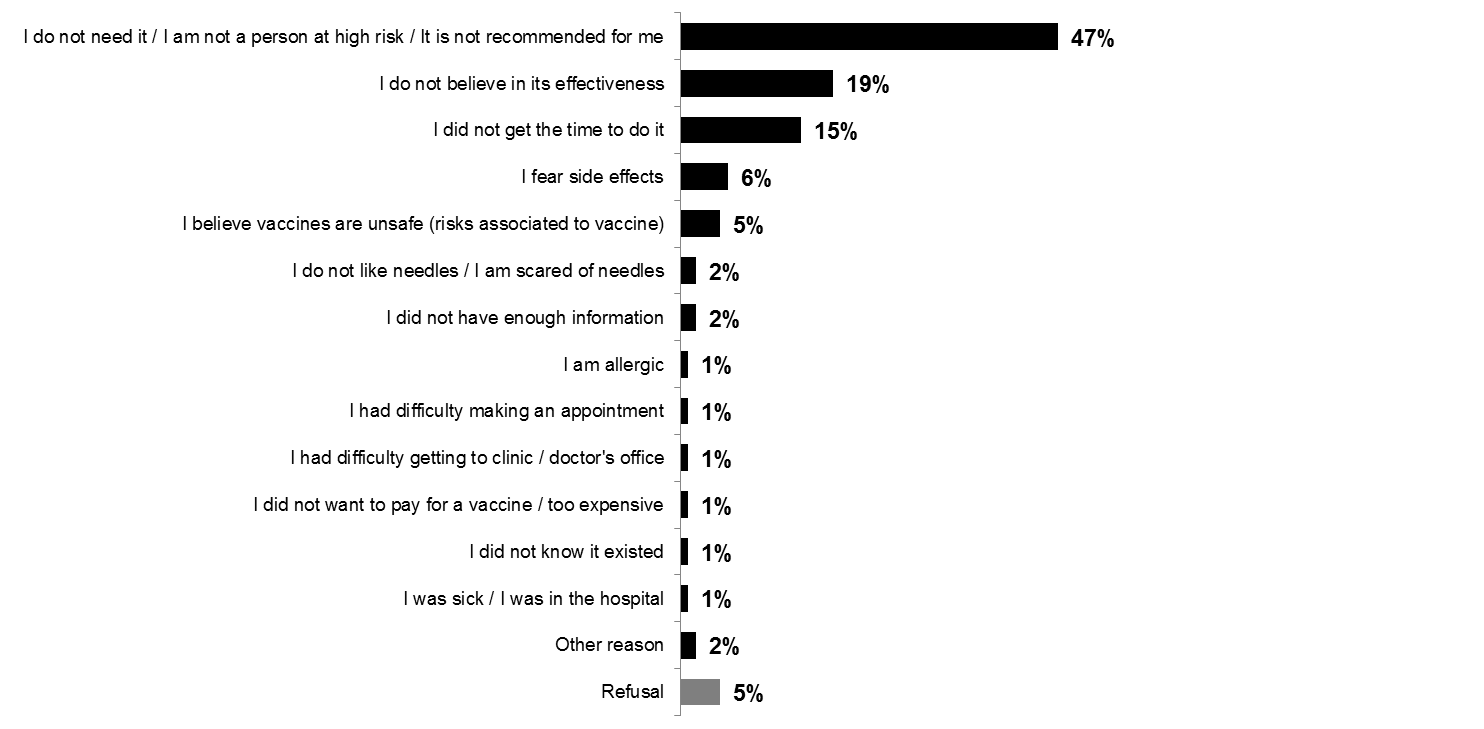 I do not need it / I am not a person at high risk / It is not recommended for me 47%
I do not believe in its effectiveness 19%
I did not get the time to do it 15%
I fear side effects 6%
I believe vaccines are unsafe (risks associated to vaccine) 5%
I do not like needles / I am scared of needles 2%
I did not have enough information 2%
I am allergic 1%
I had difficulty making an appointment 1%
I had difficulty getting to clinic / doctor's office 1%
I did not want to pay for a vaccine / too expensive 1%
I did not know it existed 1%
I was sick / I was in the hospital 1%
Other reason 2%
Refusal 5%